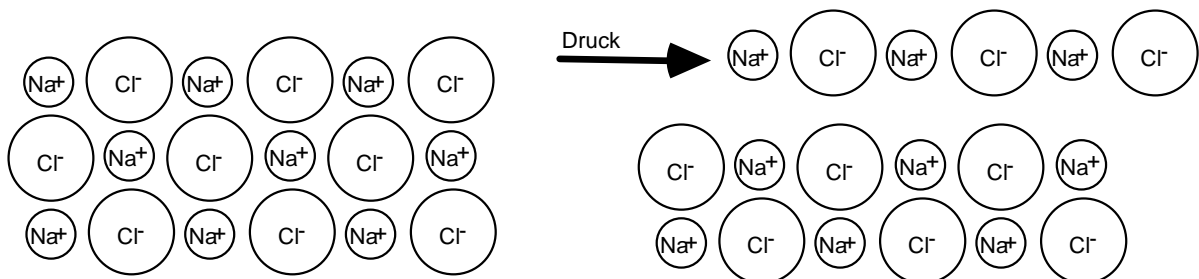 Na+ Cl- Na+ Cl- Na+ Cl-
Cl- Na+ Cl- Na+ Cl- Na+
Na+ Cl- Na+ Cl- Na+ Cl-
Druck
Na+ Cl- Na+ Cl- Na+ Cl-
Cl- Na+ Cl- Na+ Cl- Na+
Na+ Cl- Na+ Cl- Na+ Cl-